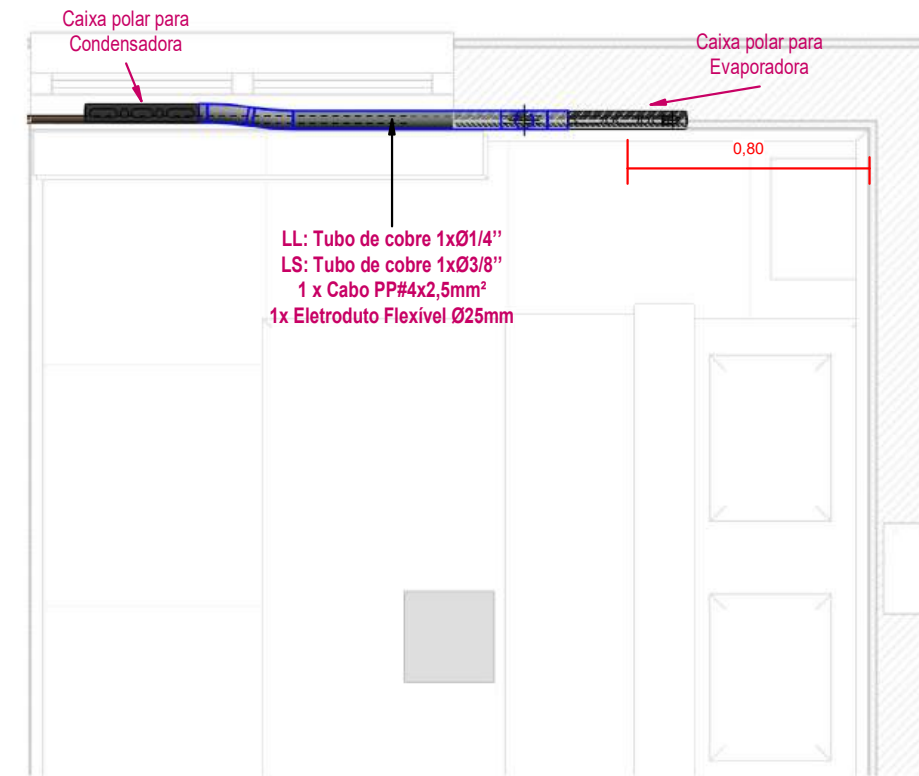 Caixa polar para
Condensadora
Caixa polar para
Evaporadora
0,80
LL: Tubo de cobre 1xØ1/4’’
LS: Tubo de cobre 1xØ3/8’’
1 x Cabo PP#4x2,5mm²
1x Eletroduto Flexível Ø25mm